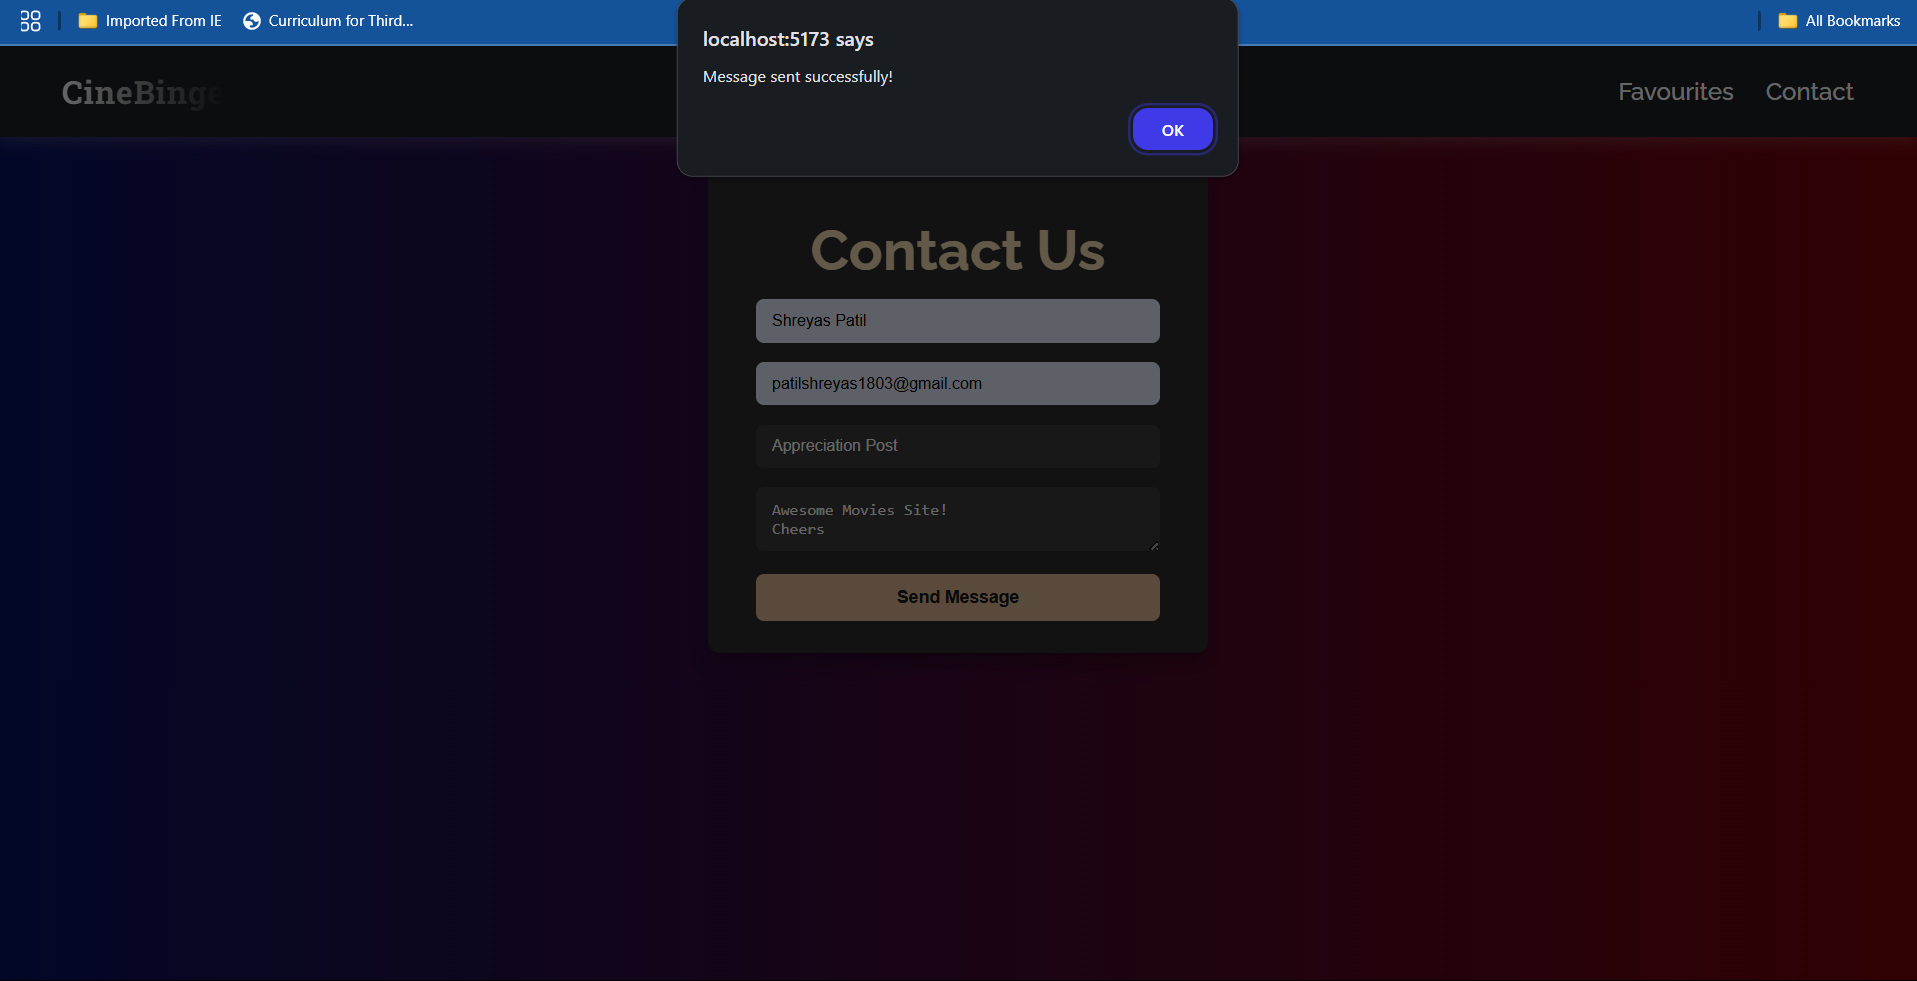 Imported From IE
Curriculum for Third...
All Bookmarks
localhost:5173 says
Message sent successfully!
OK
CineBinge
Favourites
Contact
Contact Us
Shreyas Patil
patilshreyas1803@gmail.com
Appreciation Post
Awesome Movies Site!
Cheers
Send Message